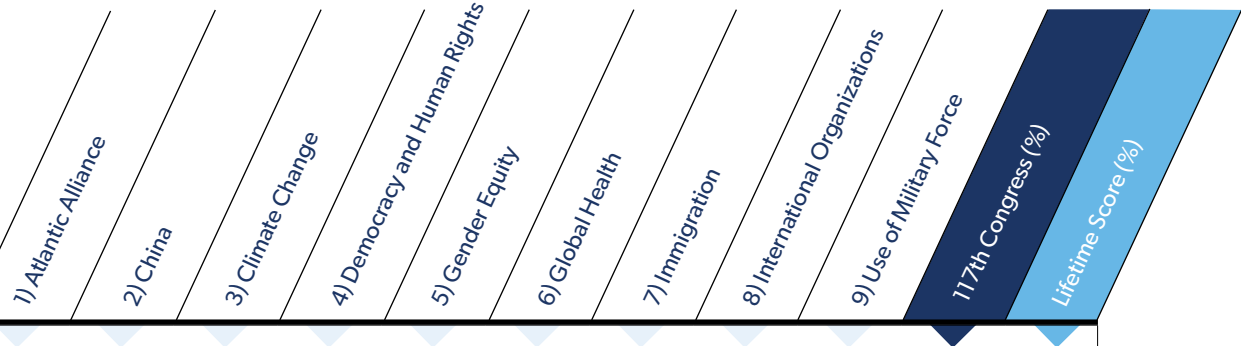 1) Atlantic Alliance
2) China
3) Climate Change
4) Democracy and Human Rights
5) Gender Equity
6) Global Health
7) Immigration
8) International Organizations
9) Use of Military Force
117th Congress (%)
Lifetime Score (%)